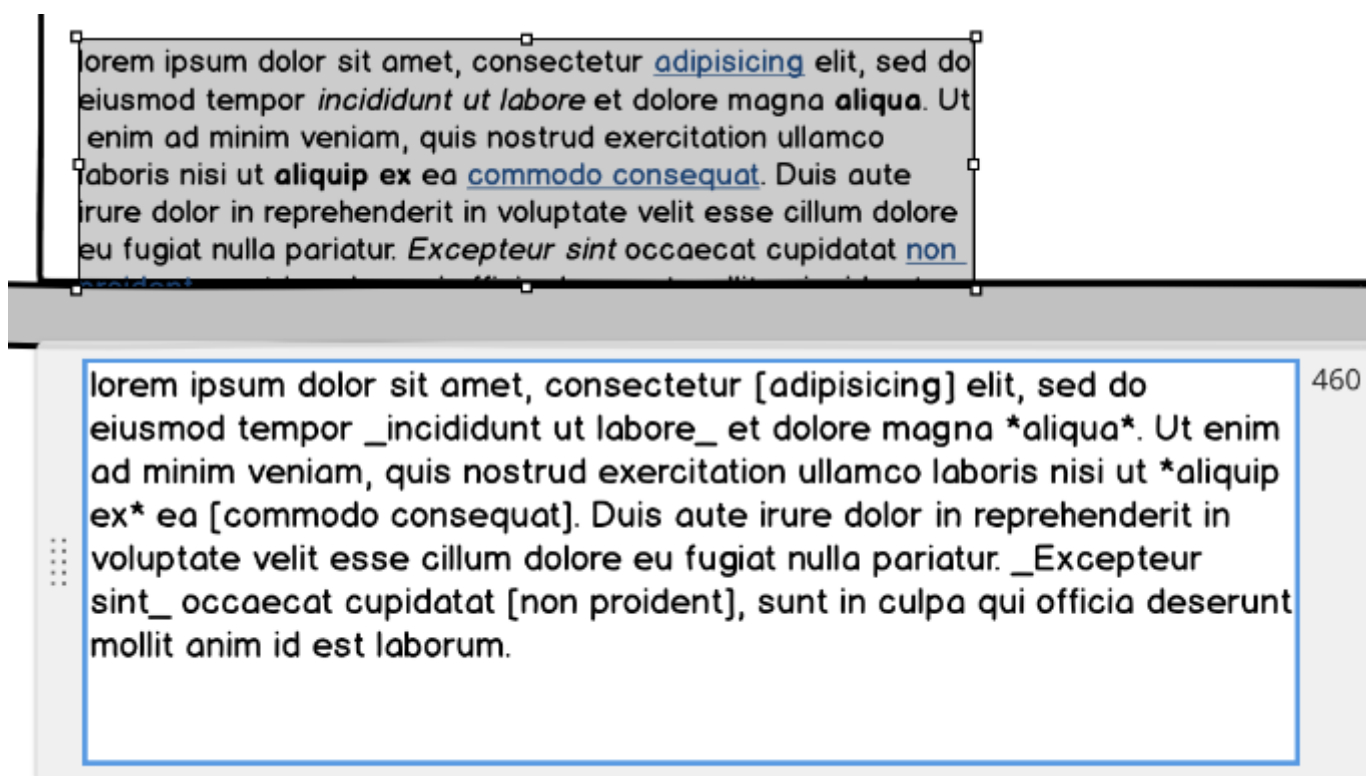 lorem ipsum dolor sit amet, consectetur adipisicing elit, sed do
eiusmod tempor incididunt ut labore et dolore magna aliqua. Ut
enim ad minim veniam, quis nostrud exercitation ullamco
laboris nisi ut aliquip ex ea commodo consequat. Duis aute
irure dolor in reprehenderit in voluptate velit esse cillum dolore
eu fugiat nulla pariatur. Excepteur sint occaecat cupidatat non
lorem ipsum dolor sit amet, consectetur [adipisicing] elit, sed do
460
eiusmod tempor _incididunt ut labore_ et dolore magna *aliqua*. Ut enim
ad minim veniam, quis nostrud exercitation ullamco laboris nisi ut *aliquip
ex* ea [commodo consequat]. Duis aute irure dolor in reprehenderit in
voluptate velit esse cillum dolore eu fugiat nulla pariatur. _Excepteur
sint_ occaecat cupidatat [non proident], sunt in culpa qui officia deserunt
mollit anim id est laborum.